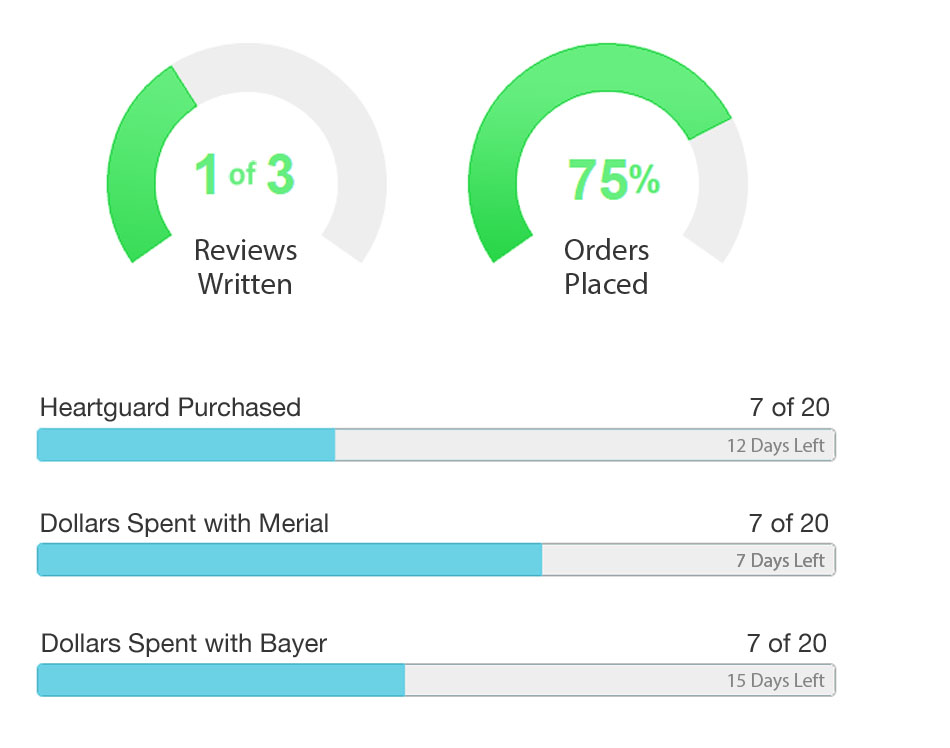 1 of 3
Reviews
Written
75%
Orders
Placed
Heartguard Purchased 7 of 20
12 Days Left
Dollars Spent with Merial 7 of 20
7 Days Left
Dollars Spent with Bayer 7 of 20
15 Days Left